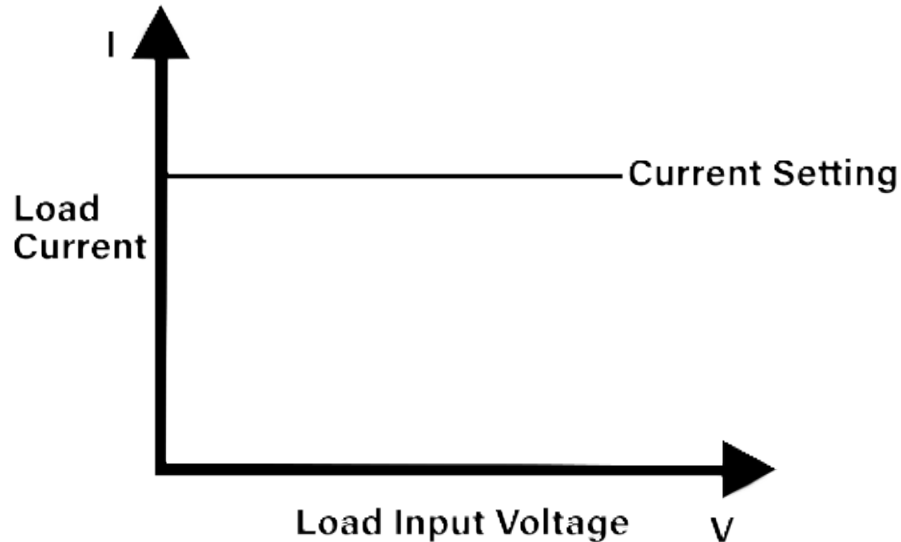 I
Current Setting
Load
Current
Load Input Voltage
V